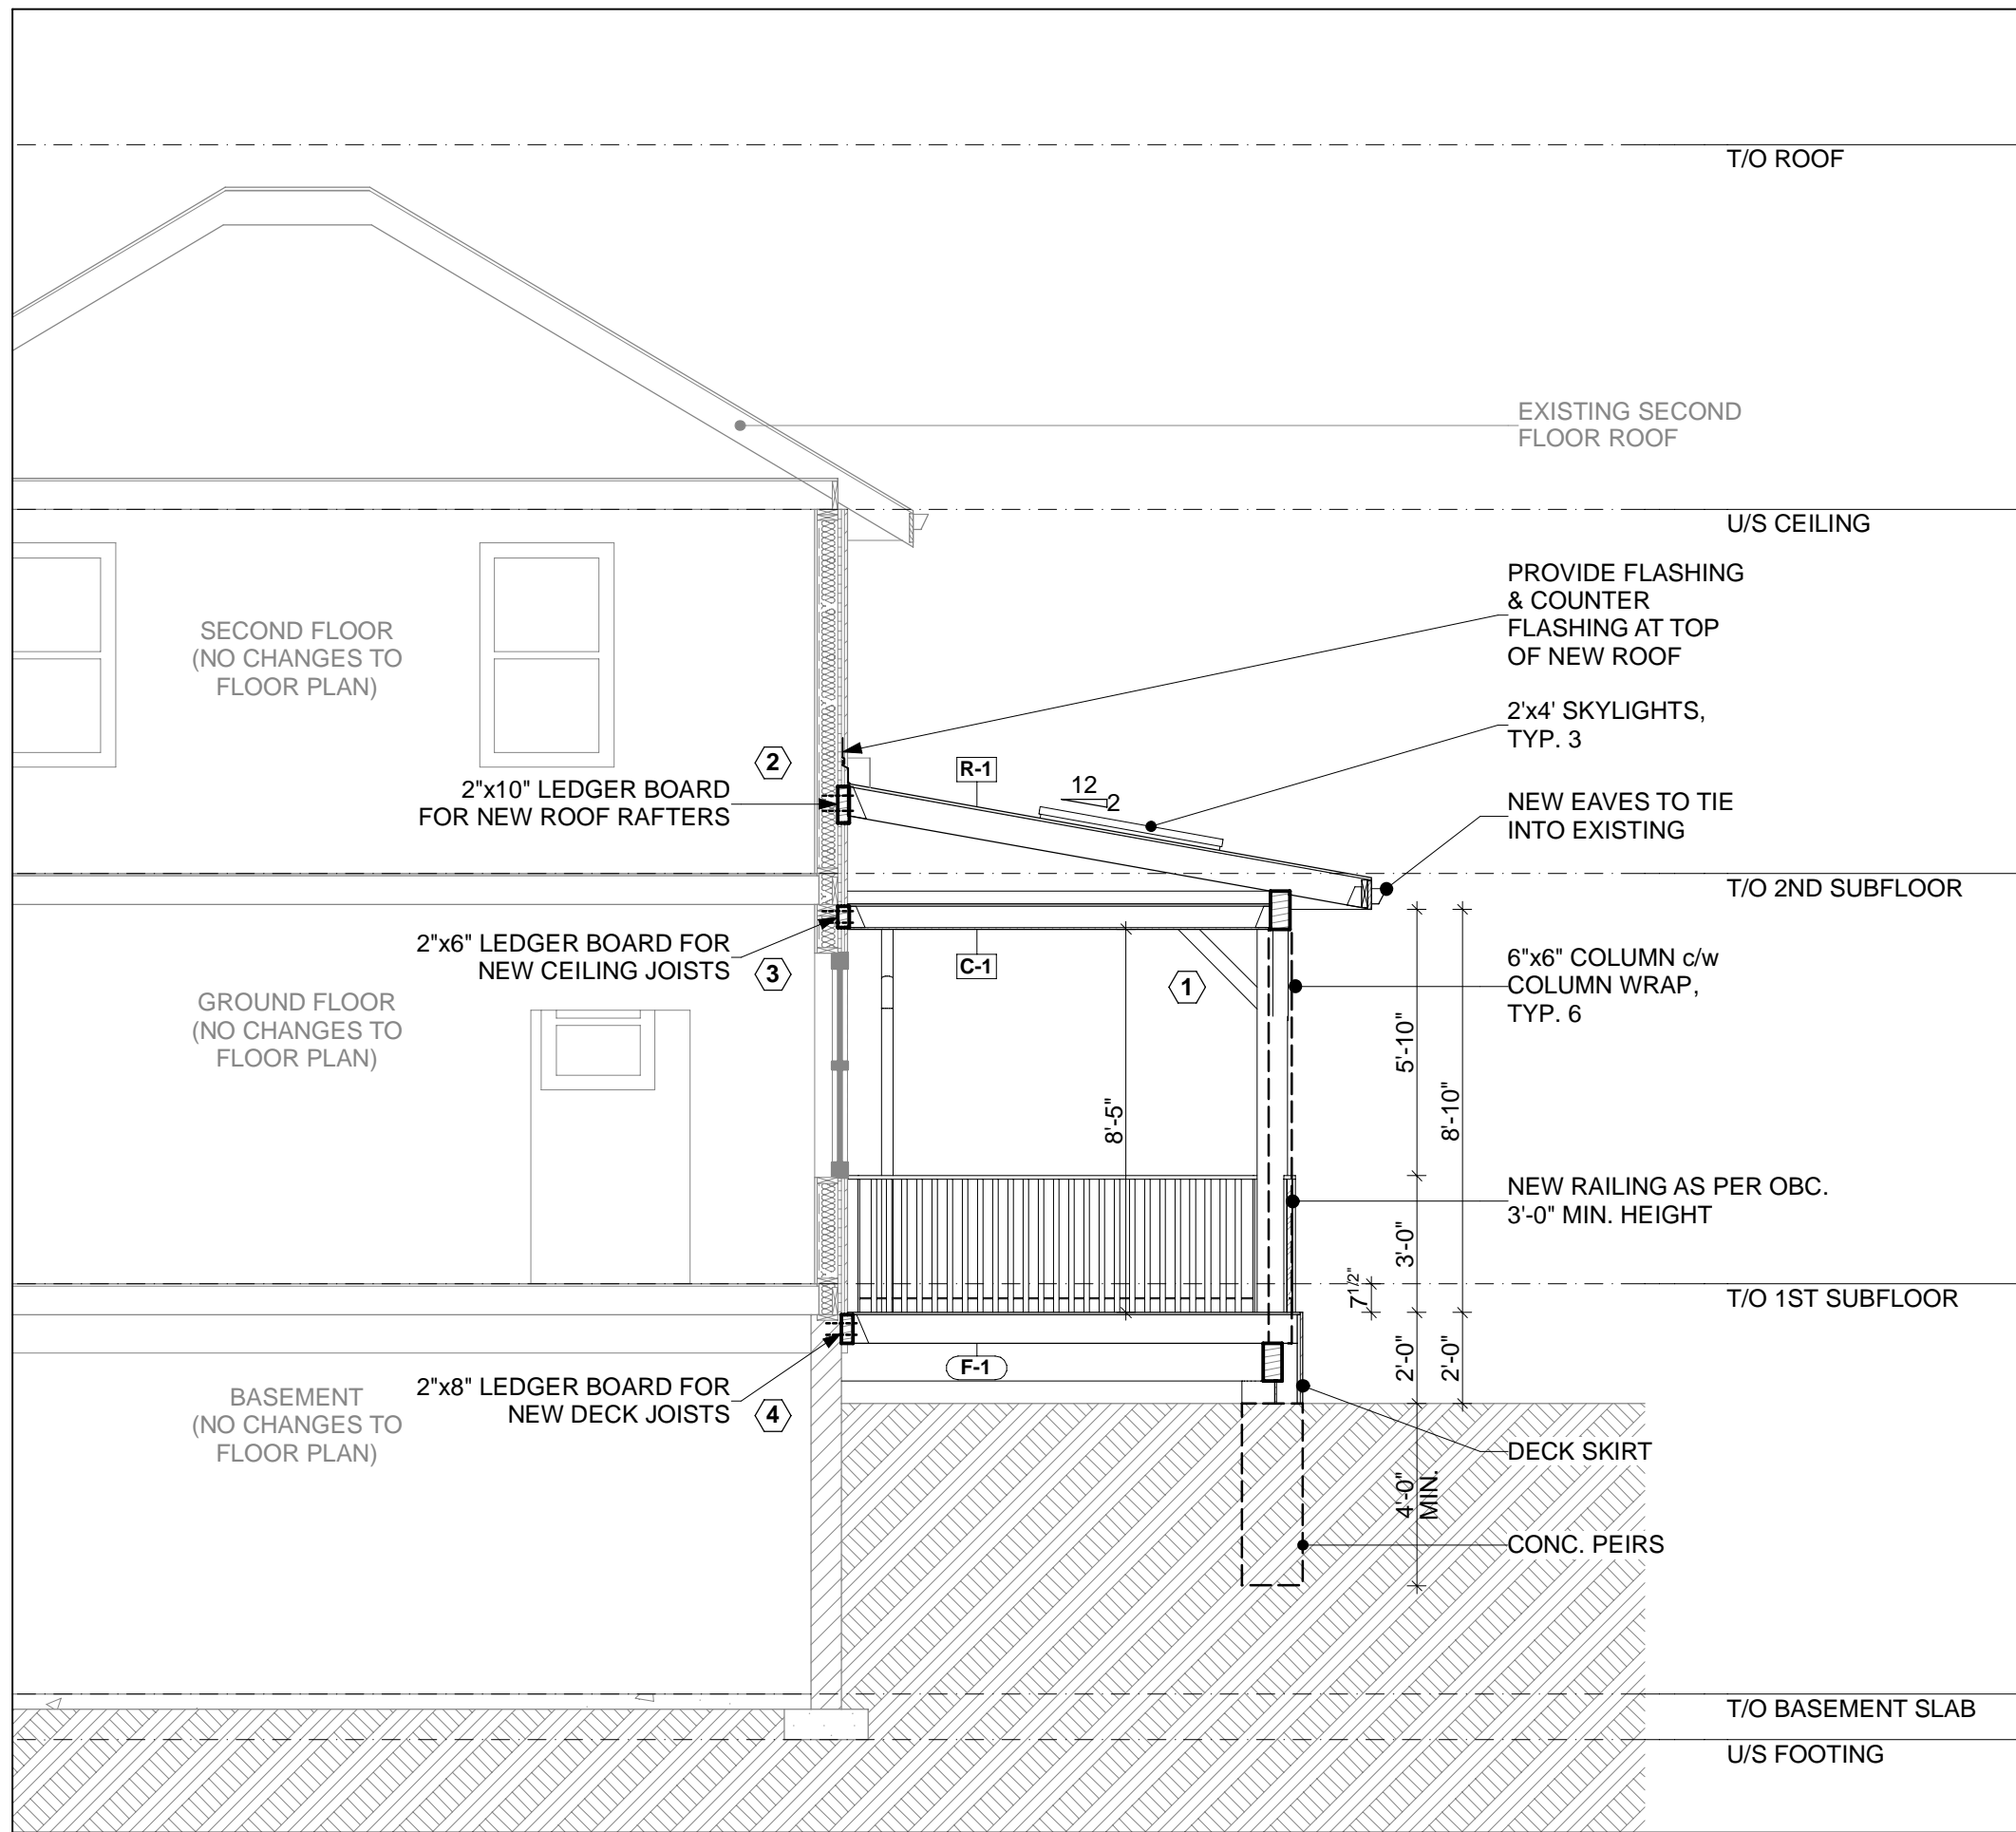 T/O ROOF
EXISTING SECOND
FLOOR ROOF
U/S CEILING
PROVIDE FLASHING
& COUNTER
FLASHING AT TOP
OF NEW ROOF
SECOND FLOOR
(NO CHANGES TO
FLOOR PLAN)
2'x4' SKYLIGHTS,
TYP. 3
2
2"x10" LEDGER BOARD
FOR NEW ROOF RAFTERS
R-1
12
2
NEW EAVES TO TIE
INTO EXISTING
T/O 2ND SUBFLOOR
2"x6" LEDGER BOARD FOR
NEW CEILING JOISTS
3
C-1
1
6"x6" COLUMN c/w
COLUMN WRAP,
TYP. 6
GROUND FLOOR
(NO CHANGES TO
FLOOR PLAN)
5'-10"
8'-5"
8'-10"
NEW RAILING AS PER OBC.
3'-0" MIN. HEIGHT
3'-0"
7 1/2"
T/O 1ST SUBFLOOR
2'-0"
2'-0"
F-1
2"x8" LEDGER BOARD FOR
NEW DECK JOISTS
4
BASEMENT
(NO CHANGES TO
FLOOR PLAN)
DECK SKIRT
4'-0"
MIN.
CONC. PEIRS
T/O BASEMENT SLAB
U/S FOOTING